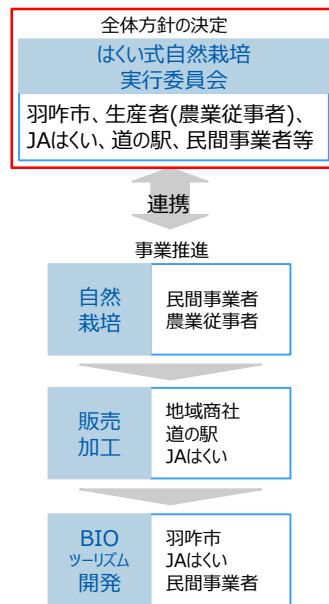 全体方針の決定
はくい式自然栽培
実行委員会
羽咋市、生産者(農業従事者)、
JAはくい、道の駅、民間事業者等
連携
事業推進
自然
栽培
民間事業者
農業従事者
販売
加工
地域商社
道の駅
JAはくい
BIO
ツーリズム
開発
羽咋市
JAはくい
民間事業者